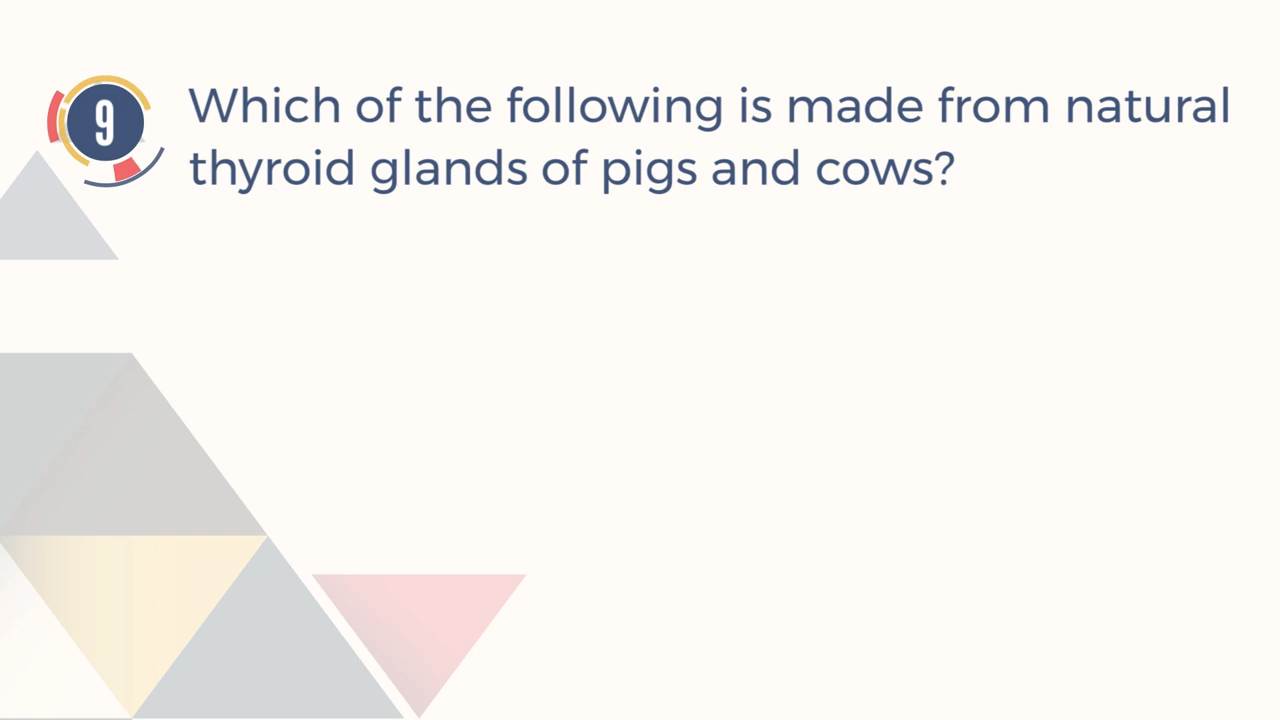 9
Which of the following is made from natural
thyroid glands of pigs and cows?